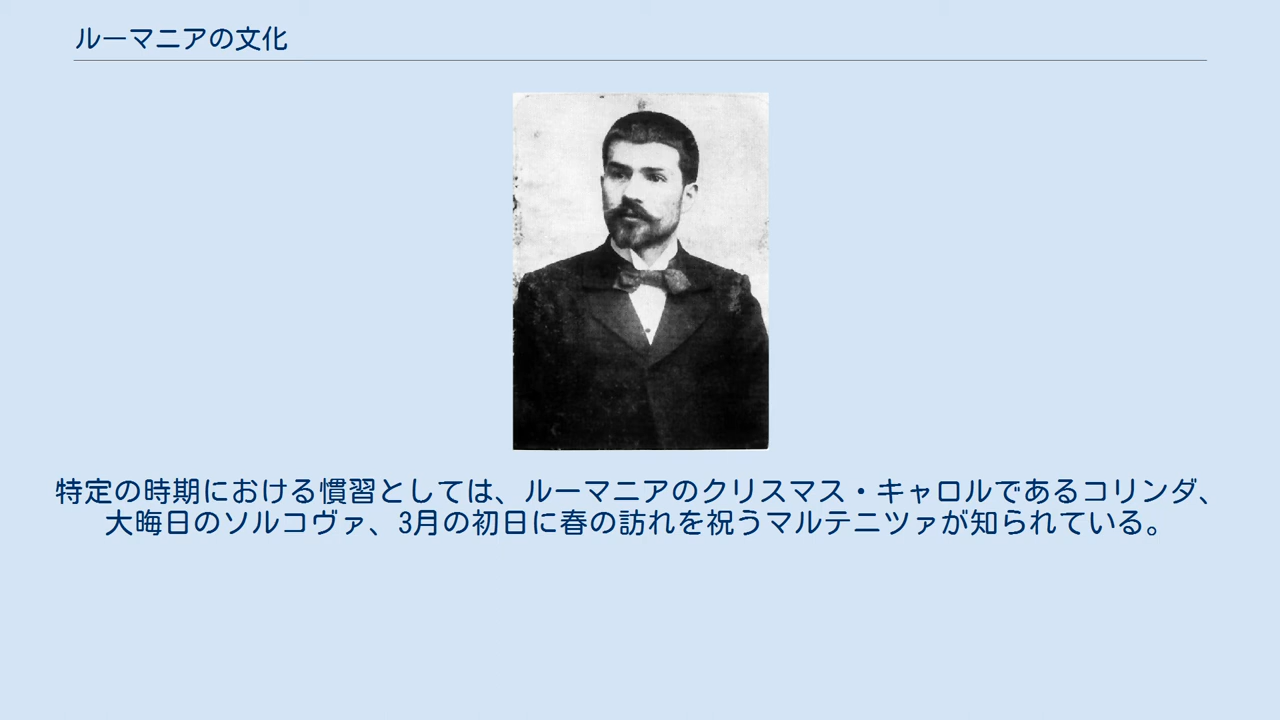 ルーマニアの文化
特定の時期における慣習としては、ルーマニアのクリスマス・キャロルであるコリンダ、
大晦日のソルコヴァ、3月の初日に春の訪れを祝うマルテニツァが知られている。